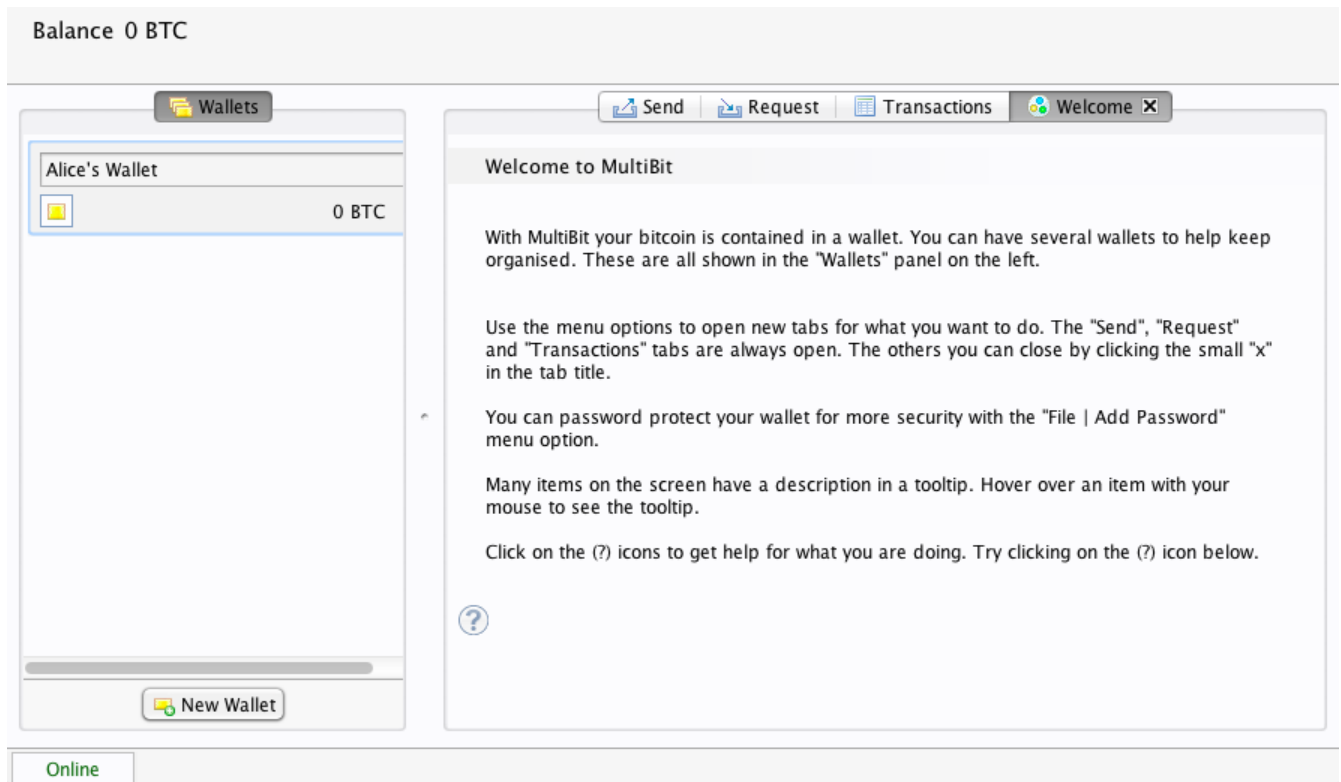 Balance 0 BTC
Wallets
Alice's Wallet
0 BTC
New Wallet
Send
Request
Transactions
Welcome
Welcome to MultiBit
With MultiBit your bitcoin is contained in a wallet. You can have several wallets to help keep
organised. These are all shown in the "Wallets" panel on the left.
Use the menu options to open new tabs for what you want to do. The "Send", "Request"
and "Transactions" tabs are always open. The others you can close by clicking the small "x"
in the tab title.
You can password protect your wallet for more security with the "File | Add Password"
menu option.
Many items on the screen have a description in a tooltip. Hover over an item with your
mouse to see the tooltip.
Click on the (?) icons to get help for what you are doing. Try clicking on the (?) icon below.
?
Online